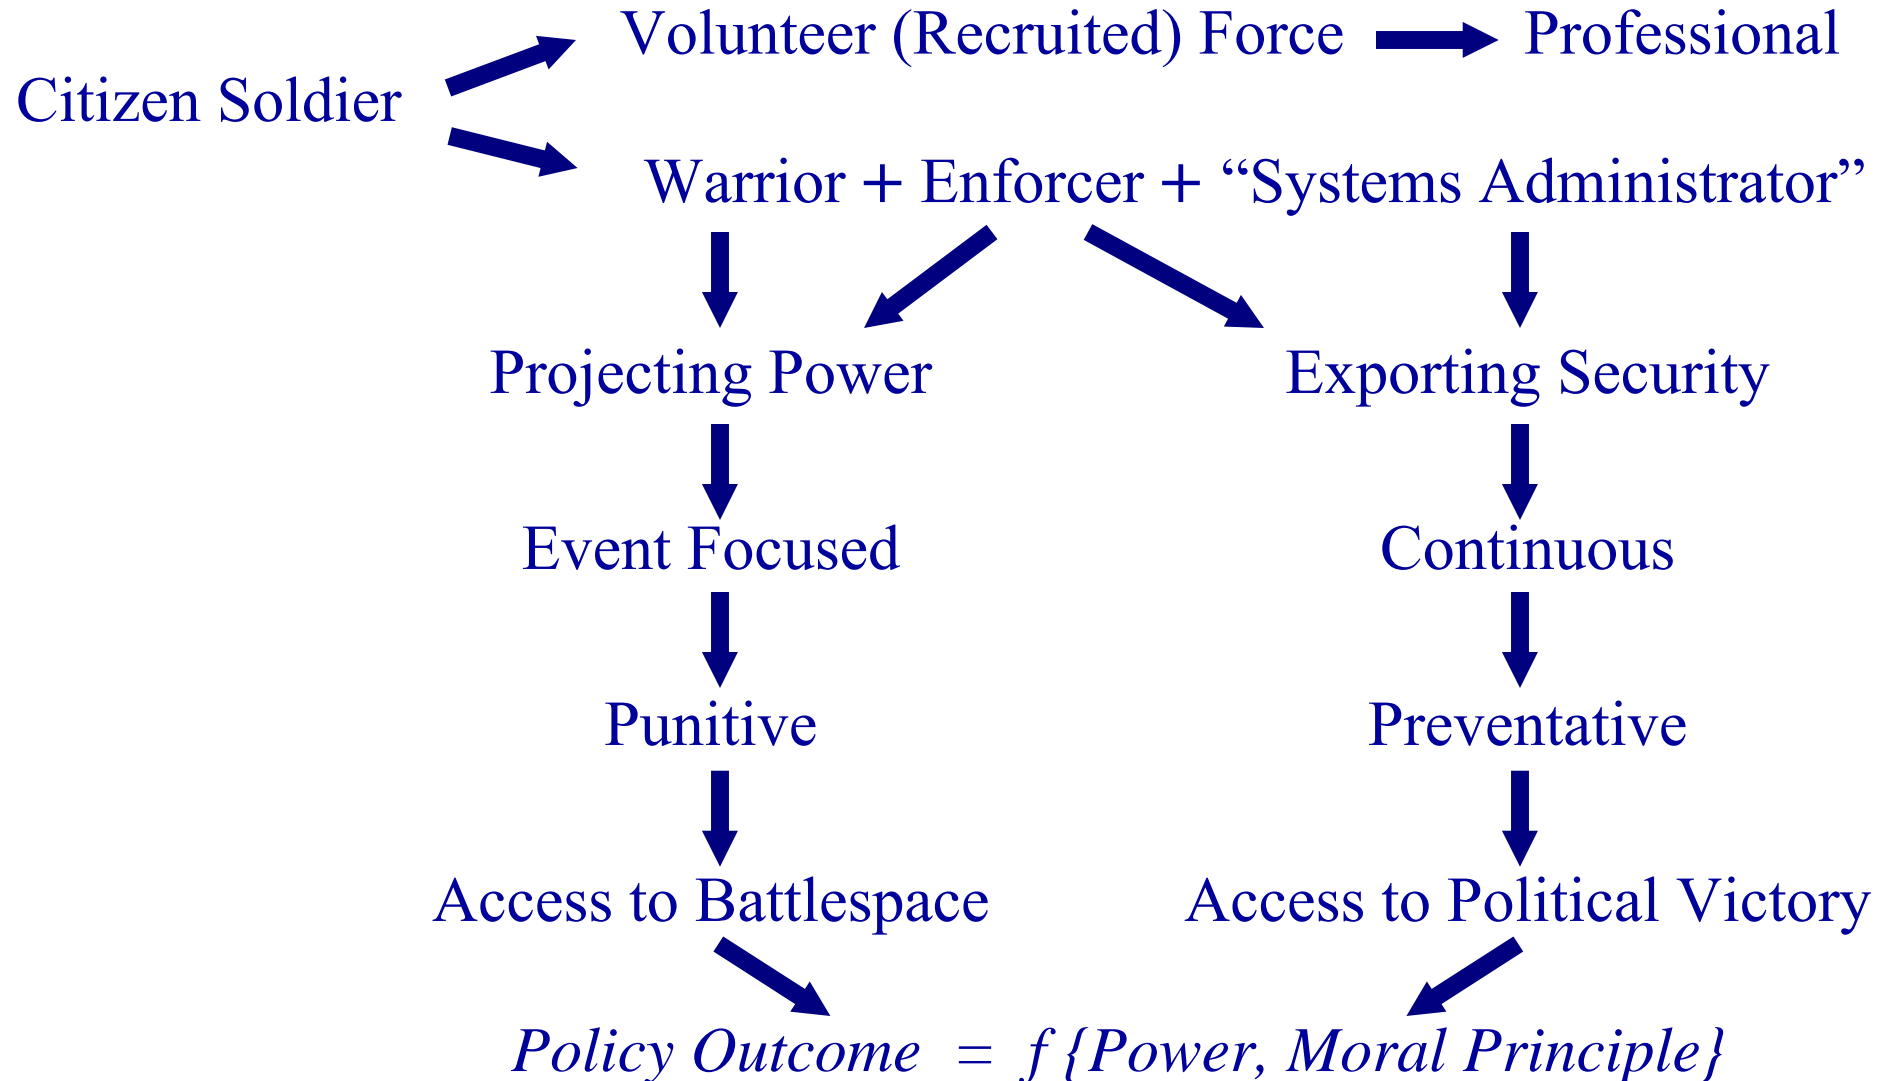 Volunteer (Recruited) Force Professional
Citizen Soldier
Warrior + Enforcer + “Systems Administrator”
Projecting Power Exporting Security
Event Focused Continuous
Punitive Preventative
Access to Battlespace Access to Political Victory
Policy Outcome = f {Power, Moral Principle}